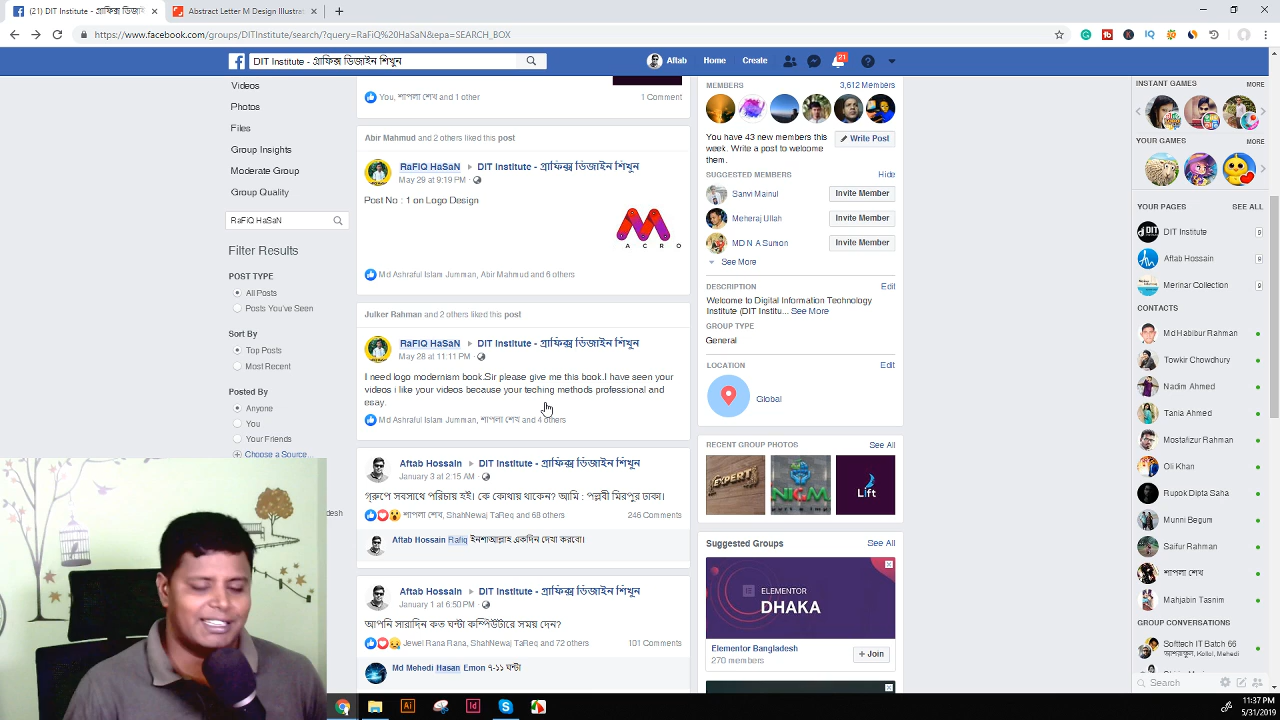 (21) DIT Institute - গ্রাফিক্স ডিজাইন
Abstract Letter M Design Illustrat
https://www.facebook.com/groups/DITInstitute/search/?query=RaFiQ%20HaSaN&epa=SEARCH_BOX
DIT Institute - গ্রাফিক্স ডিজাইন শিখুন
Aftab
Home
Create
21
Videos
Photos
Files
Group Insights
Moderate Group
Group Quality
RaFiQ HaSaN
Filter Results
POST TYPE
All Posts
Posts You've Seen
Sort By
Top Posts
Most Recent
Posted By
Anyone
You
Your Friends
Choose a Source...
desh
You, শাপলা শেখ and 1 other
1 Comment
Abir Mahmud and 2 others liked this post
RaFiQ HaSaN DIT Institute - গ্রাফিক্স ডিজাইন শিখুন
May 29 at 9:19 PM
Post No : 1 on Logo Design
A C R O
Md Ashraful Islam Jumman, Abir Mahmud and 6 others
Julker Rahman and 2 others liked this post
RaFiQ HaSaN DIT Institute - গ্রাফিক্স ডিজাইন শিখুন
May 28 at 11:11 PM
I need logo modernism book.Sir please give me this book.I have seen your
videos i like your videos because your teching methods professional and
esay.
Md Ashraful Islam Jumman, শাপলা শেখ and 4 others
Aftab Hossain DIT Institute - গ্রাফিক্স ডিজাইন শিখুন
January 3 at 2:15 AM
গ্রুপে সবসাথে পরিচিত হই। কে কোথায় থাকেন? আমি : পল্লবী মিরপুর ঢাকা।
শাপলা শেখ, ShahNewaj TaReq and 68 others
246 Comments
Aftab Hossain Rafiq ইনশাআল্লাহ একদিন দেখা করবো।
Aftab Hossain DIT Institute - গ্রাফিক্স ডিজাইন শিখুন
January 1 at 6:50 PM
আপনি সারাদিন কত ঘন্টা কম্পিউটারে সময় দেন?
Jewel Rana Rana, ShahNewaj TaReq and 72 others
101 Comments
Md Mehedi Hasan Emon ৭-১১ ঘন্টা
MEMBERS
3,612 Members
You have 43 new members this
week. Write a post to welcome
them.
Write Post
SUGGESTED MEMBERS
Hide
Sanvi Mainul
Invite Member
Meheraj Ullah
Invite Member
MD N A Sumon
Invite Member
See More
DESCRIPTION
Edit
Welcome to Digital Information Technology
Institute (DIT Institu... See More
GROUP TYPE
General
LOCATION
Edit
Global
RECENT GROUP PHOTOS
See All
EXPERT
Lift
Suggested Groups
See All
ELEMENTOR
DHAKA
Elementor Bangladesh
270 members
+ Join
INSTANT GAMES
MORE
YOUR GAMES
MORE
YOUR PAGES
SEE ALL
DIT Institute
Aftab Hossain
Merinar Collection
CONTACTS
Md Habibur Rahman
Towkir Chowdhury
Nadim Ahmed
Tania Ahmed
Mostafizur Rahman
Oli Khan
Rupok Dipta Saha
Munni Begum
Saifur Rahman
শাপলা শেখ
Mahjabin Tasnim
GROUP CONVERSATIONS
Softtech IT Batch 66
Search
11:37 PM
5/31/2019